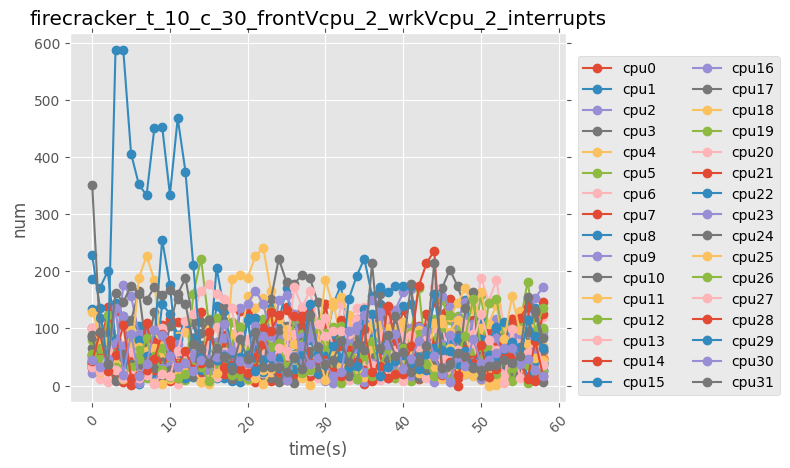 firecracker_t_10_c_30_frontVcpu_2_wrkVcpu_2_interrupts
600
500
400
300
200
100
0
num
0
10
20
30
40
50
60
time(s)
cpu0
cpu1
cpu2
cpu3
cpu4
cpu5
cpu6
cpu7
cpu8
cpu9
cpu10
cpu11
cpu12
cpu13
cpu14
cpu15
cpu16
cpu17
cpu18
cpu19
cpu20
cpu21
cpu22
cpu23
cpu24
cpu25
cpu26
cpu27
cpu28
cpu29
cpu30
cpu31